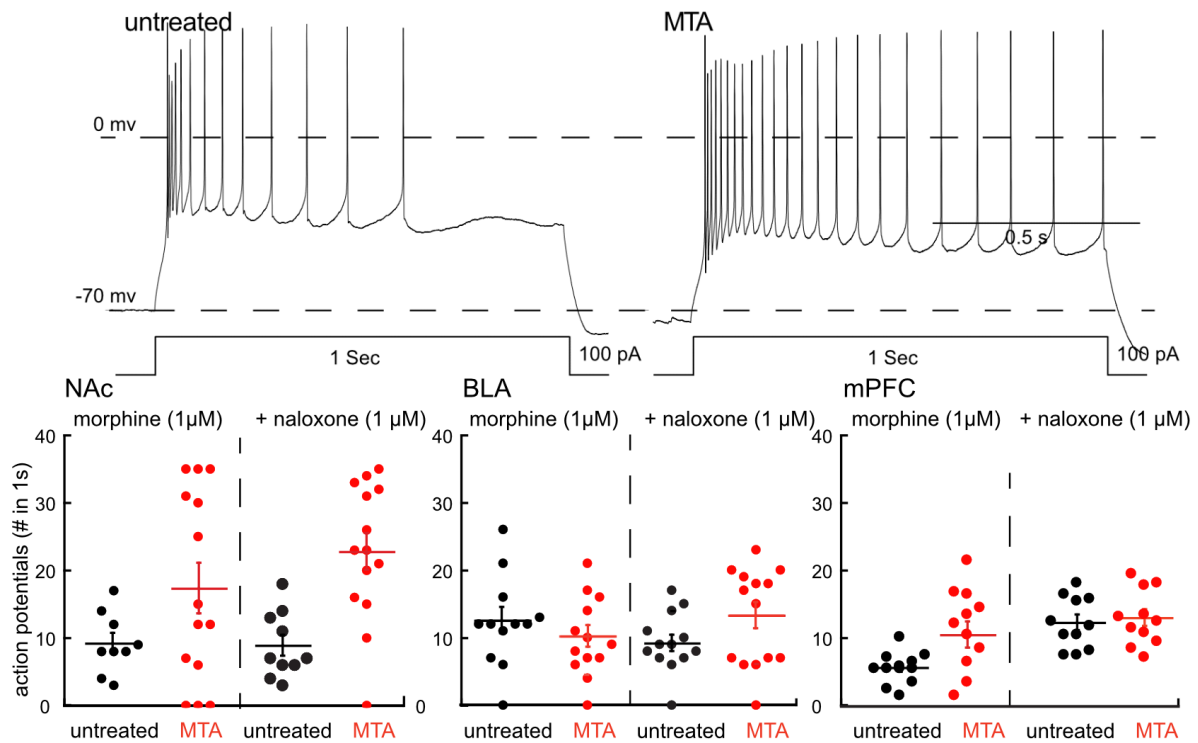 untreated
MTA
0 mv
0.5 s
-70 mv
1 Sec
100 pA
1 Sec
100 pA
NAc
BLA
mPFC
morphine (1µM)
+ naloxone (1 µM)
morphine (1µM)
+ naloxone (1 µM)
morphine (1µM)
+ naloxone (1 µM)
action potentials (# in 1s)
40
30
20
10
0
40
30
20
10
0
0
40
30
20
10
0
untreated
MTA
untreated
MTA
untreated
MTA
untreated
MTA
untreated
MTA
untreated
MTA